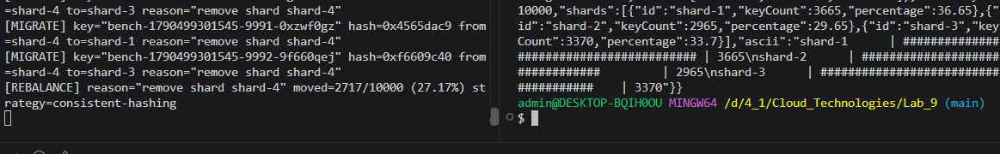 =shard-4 to=shard-3 reason="remove shard shard-4"
[MIGRATE] key="bench-1790499301545-9991-0xzwf0gz" hash=0x4565dac9 from
=shard-4 to=shard-1 reason="remove shard shard-4"
[MIGRATE] key="bench-1790499301545-9992-9f660qej" hash=0xf6609c40 from
=shard-4 to=shard-3 reason="remove shard shard-4"
[REBALANCE] reason="remove shard shard-4" moved=2717/10000 (27.17%) st
rategy=consistent-hashing
10000,"shards":[{"id":"shard-1","keyCount":3665,"percentage":36.65},{"
id":"shard-2","keyCount":2965,"percentage":29.65},{"id":"shard-3","key
Count":3370,"percentage":33.7}],"ascii":"shard-1      | ##############
########################### | 3665\nshard-2      | ###################
#############         | 2965\nshard-3      | #########################
############    | 3370"}}
admin@DESKTOP-BQIH0OU MINGW64 /d/4_1/Cloud_Technologies/Lab_9 (main)
$